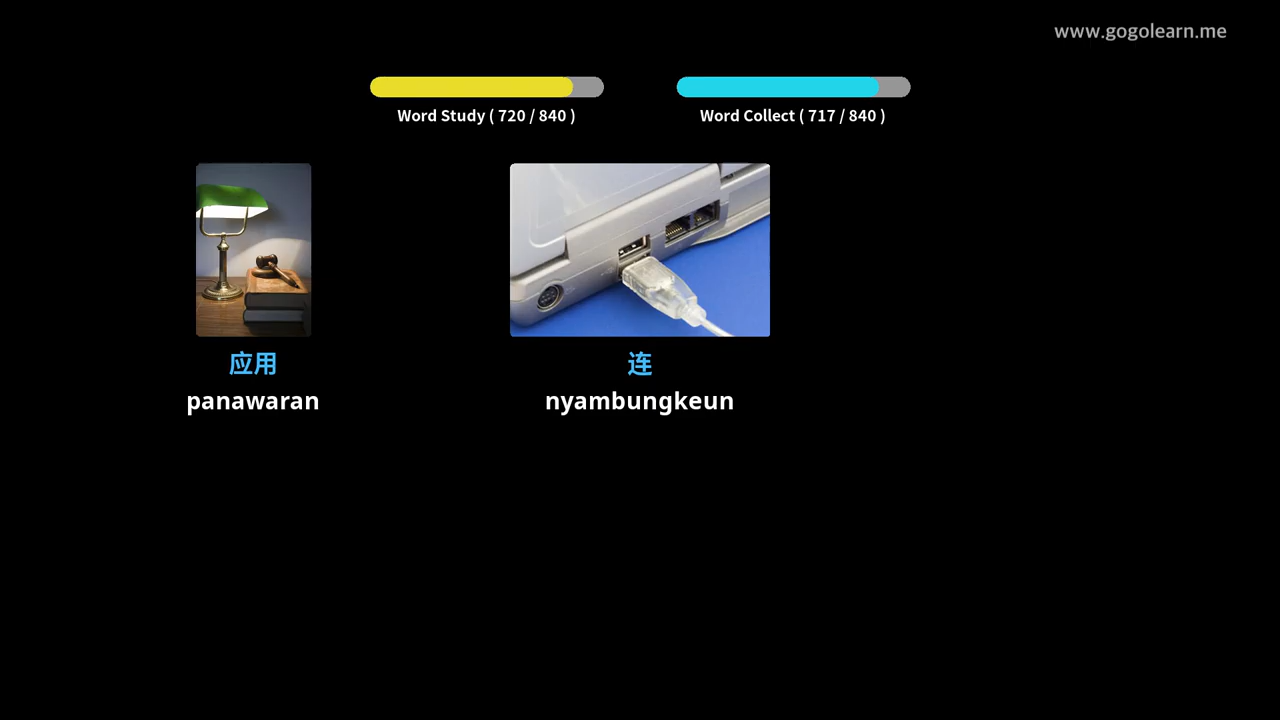 www.gogolearn.me
Word Study ( 720 / 840 )
Word Collect ( 717 / 840 )
应用
panawaran
连
nyambungkeun